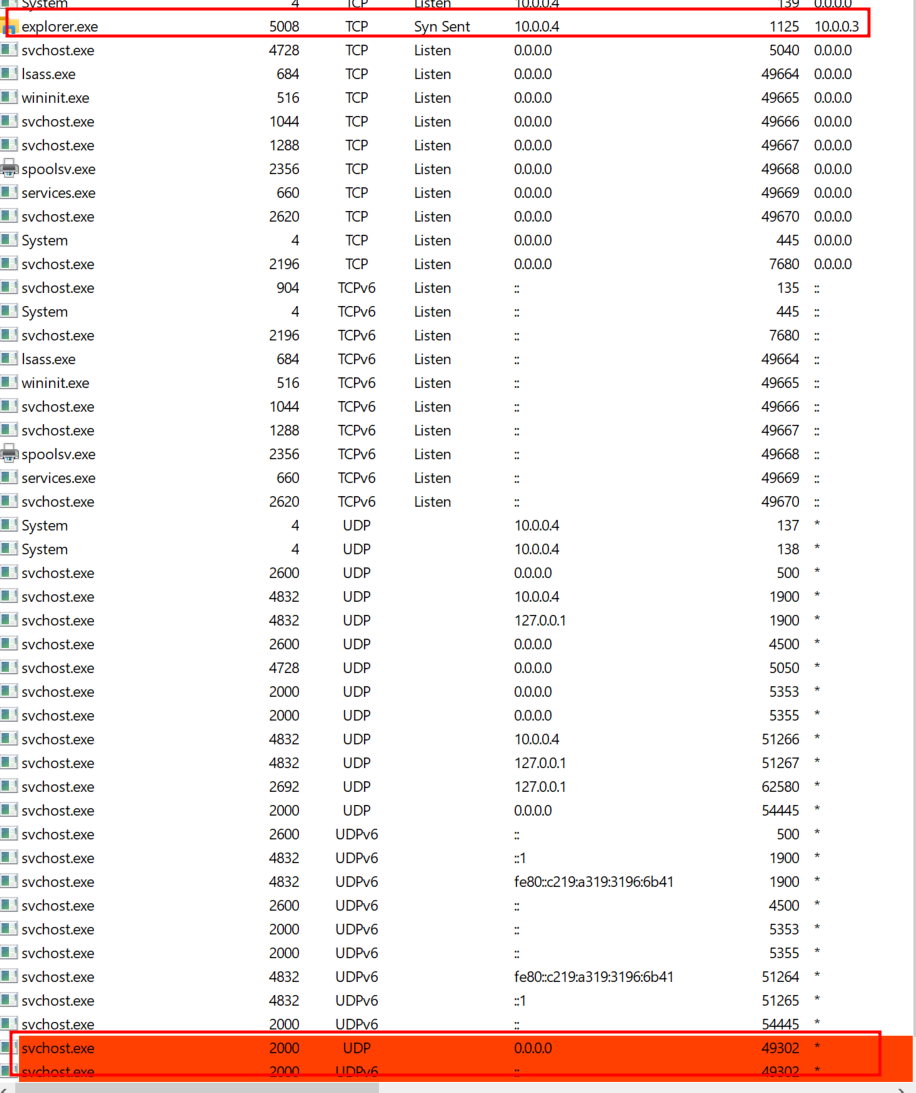 System 4 TCP Listen 10.0.0.4 139 0.0.0.0
explorer.exe 5008 TCP Syn Sent 10.0.0.4 1125 10.0.0.3
svchost.exe 4728 TCP Listen 0.0.0.0 5040 0.0.0.0
lsass.exe 684 TCP Listen 0.0.0.0 49664 0.0.0.0
wininit.exe 516 TCP Listen 0.0.0.0 49665 0.0.0.0
svchost.exe 1044 TCP Listen 0.0.0.0 49666 0.0.0.0
svchost.exe 1288 TCP Listen 0.0.0.0 49667 0.0.0.0
spoolsv.exe 2356 TCP Listen 0.0.0.0 49668 0.0.0.0
services.exe 660 TCP Listen 0.0.0.0 49669 0.0.0.0
svchost.exe 2620 TCP Listen 0.0.0.0 49670 0.0.0.0
System 4 TCP Listen 0.0.0.0 445 0.0.0.0
svchost.exe 2196 TCP Listen 0.0.0.0 7680 0.0.0.0
svchost.exe 904 TCPv6 Listen :: 135 ::
System 4 TCPv6 Listen :: 445 ::
svchost.exe 2196 TCPv6 Listen :: 7680 ::
lsass.exe 684 TCPv6 Listen :: 49664 ::
wininit.exe 516 TCPv6 Listen :: 49665 ::
svchost.exe 1044 TCPv6 Listen :: 49666 ::
svchost.exe 1288 TCPv6 Listen :: 49667 ::
spoolsv.exe 2356 TCPv6 Listen :: 49668 ::
services.exe 660 TCPv6 Listen :: 49669 ::
svchost.exe 2620 TCPv6 Listen :: 49670 ::
System 4 UDP 10.0.0.4 137 *
System 4 UDP 10.0.0.4 138 *
svchost.exe 2600 UDP 0.0.0.0 500 *
svchost.exe 4832 UDP 10.0.0.4 1900 *
svchost.exe 4832 UDP 127.0.0.1 1900 *
svchost.exe 2600 UDP 0.0.0.0 4500 *
svchost.exe 4728 UDP 0.0.0.0 5050 *
svchost.exe 2000 UDP 0.0.0.0 5353 *
svchost.exe 2000 UDP 0.0.0.0 5355 *
svchost.exe 4832 UDP 10.0.0.4 51266 *
svchost.exe 4832 UDP 127.0.0.1 51267 *
svchost.exe 2692 UDP 127.0.0.1 62580 *
svchost.exe 2000 UDP 0.0.0.0 54445 *
svchost.exe 2600 UDPv6 :: 500 *
svchost.exe 4832 UDPv6 ::1 1900 *
svchost.exe 4832 UDPv6 fe80::c219:a319:3196:6b41 1900 *
svchost.exe 2600 UDPv6 :: 4500 *
svchost.exe 2000 UDPv6 :: 5353 *
svchost.exe 2000 UDPv6 :: 5355 *
svchost.exe 4832 UDPv6 fe80::c219:a319:3196:6b41 51264 *
svchost.exe 4832 UDPv6 ::1 51265 *
svchost.exe 2000 UDPv6 :: 54445 *
svchost.exe 2000 UDP 0.0.0.0 49302 *
svchost.exe 2000 UDPv6 :: 49302 *